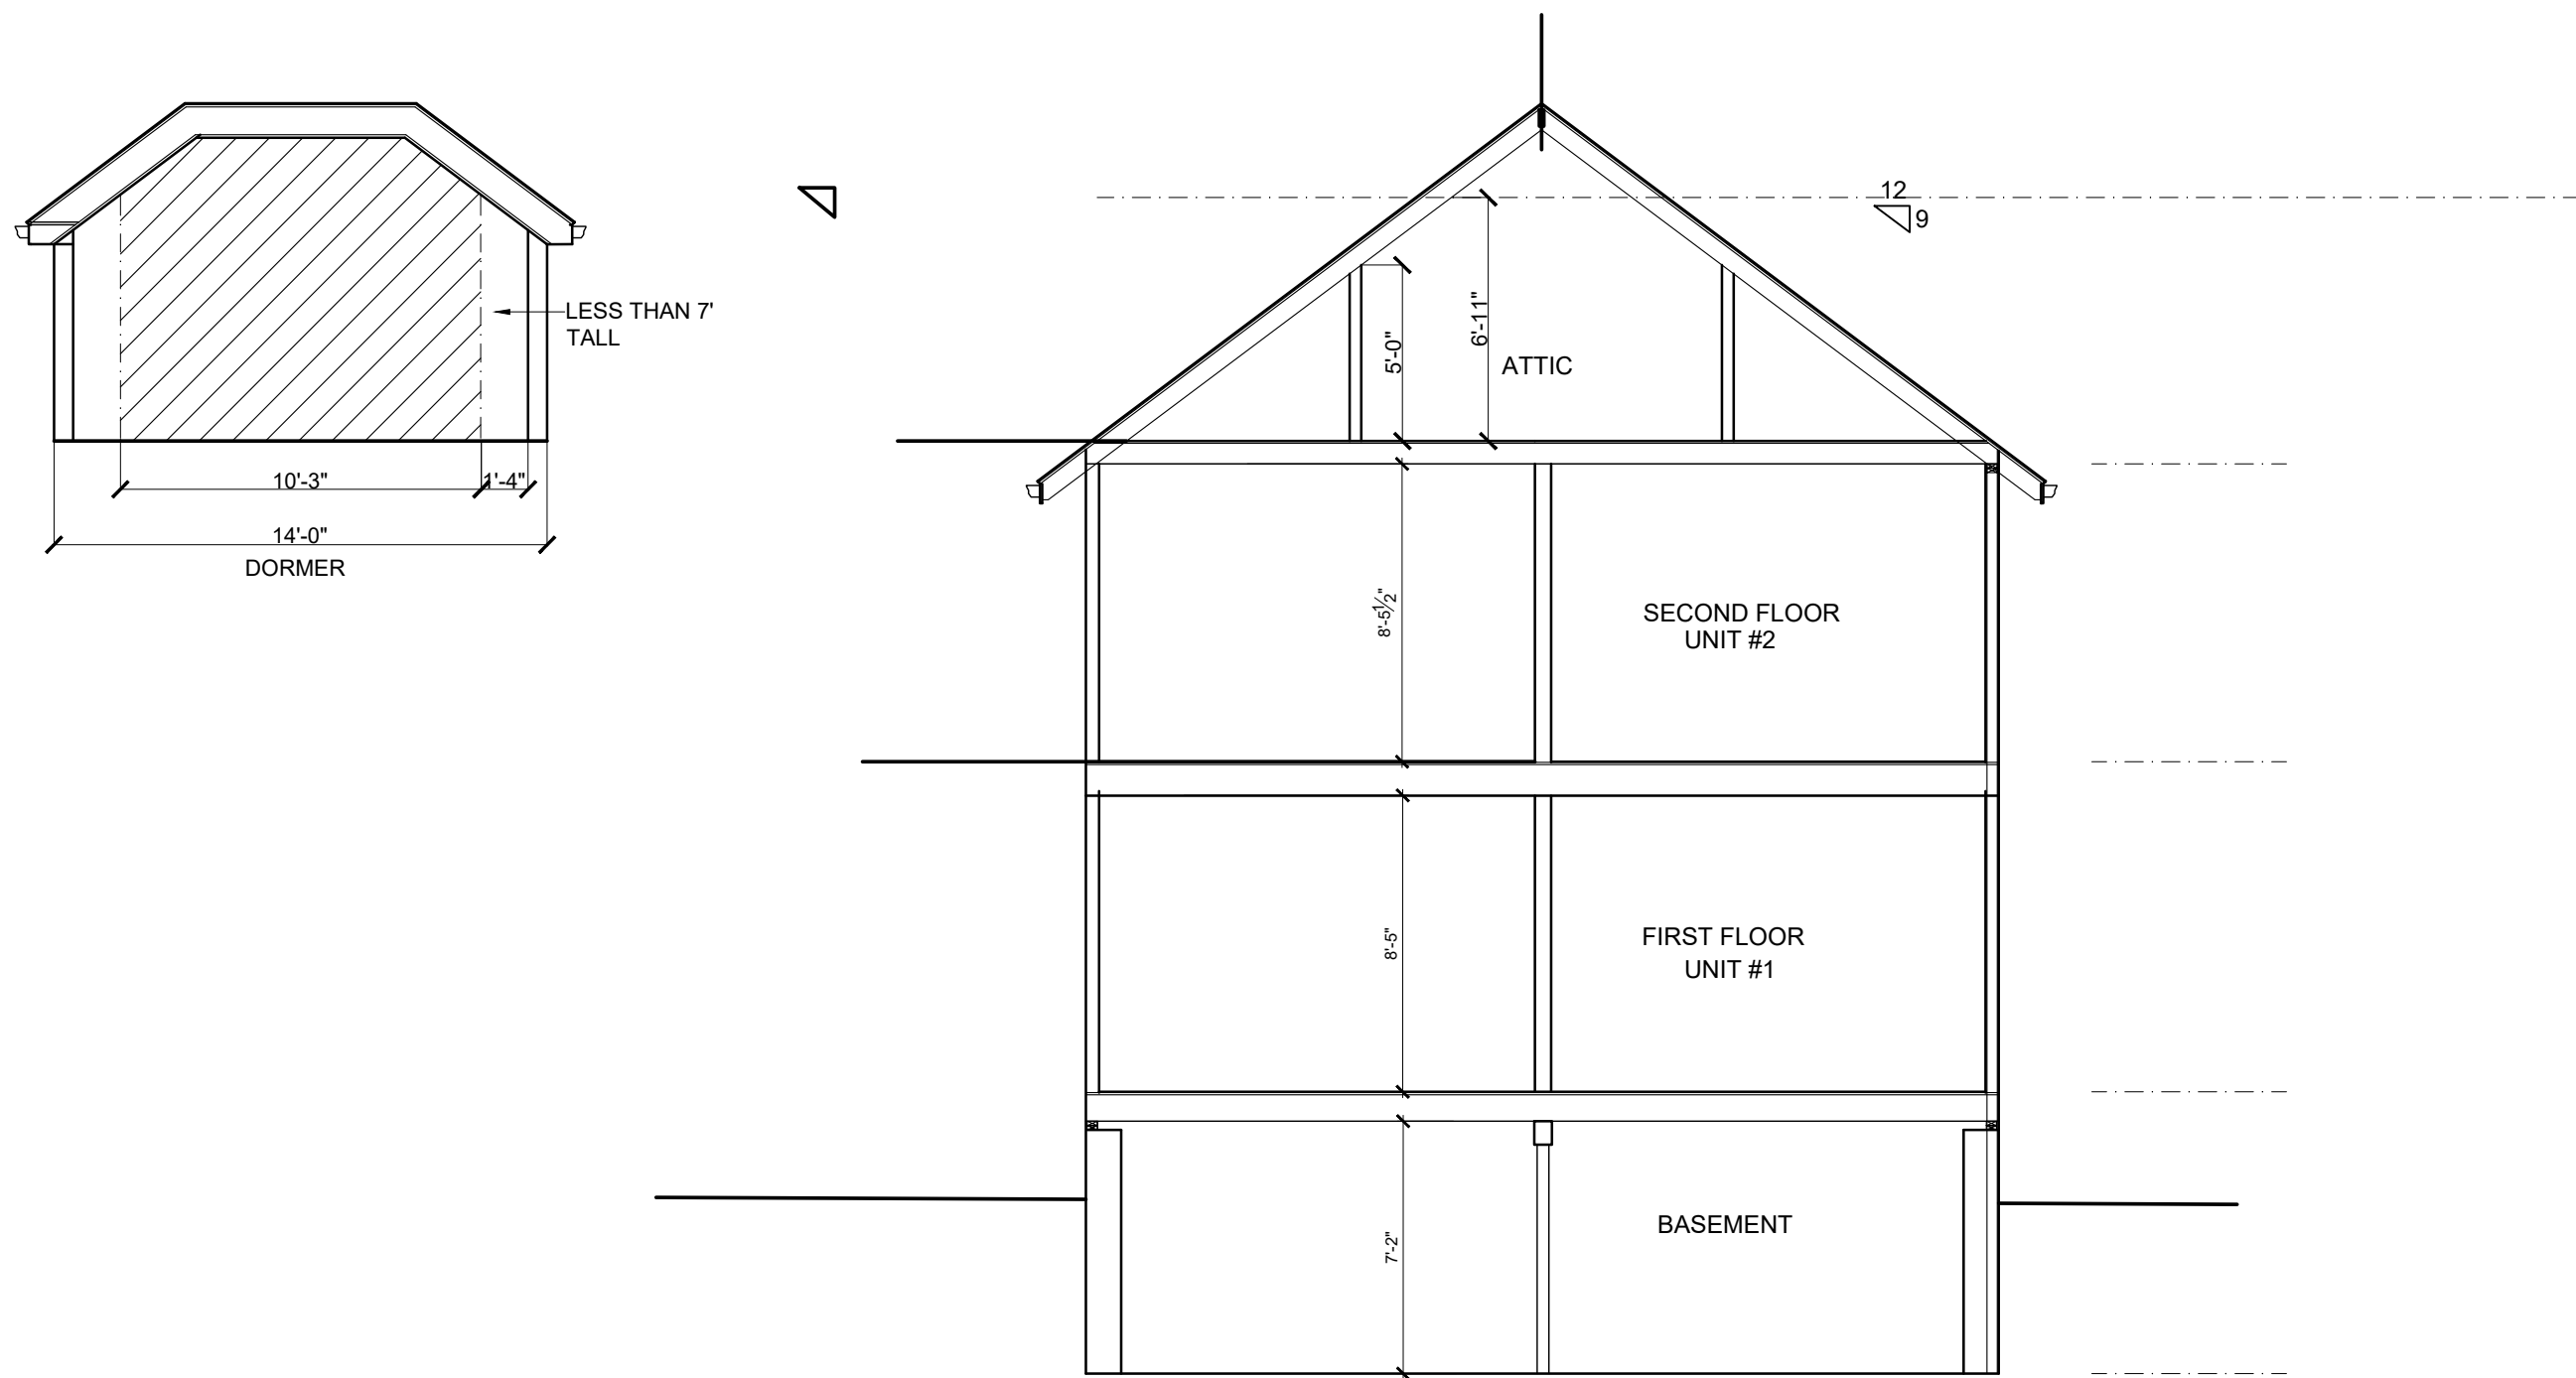 12
9
LESS THAN 7'
TALL
6'-11"
5'-0"
ATTIC
10'-3"
1'-4"
14'-0"
DORMER
8'-5½"
SECOND FLOOR
UNIT #2
8'-5"
FIRST FLOOR
UNIT #1
7'-2"
BASEMENT